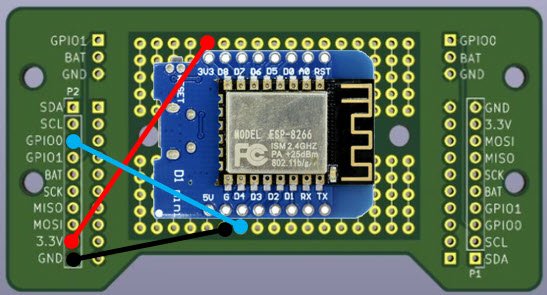 GPIO1
BAT
GND
P2
SDA
SCL
GPIO0
GPIO1
BAT
SCK
MISO
MOSI
3.3V
GND
3V3 D8 D7 D6 D5 D0 A0 RST
RESET
MODEL ESP-8266
FC
ISM 2.4GHZ
PA +25dBm
802.11b/g/n
D1 mini
5V G D4 D3 D2 D1 RX TX
GPIO0
BAT
GND
GND
3.3V
MOSI
MISO
SCK
BAT
GPIO1
GPIO0
SCL
SDA
P1